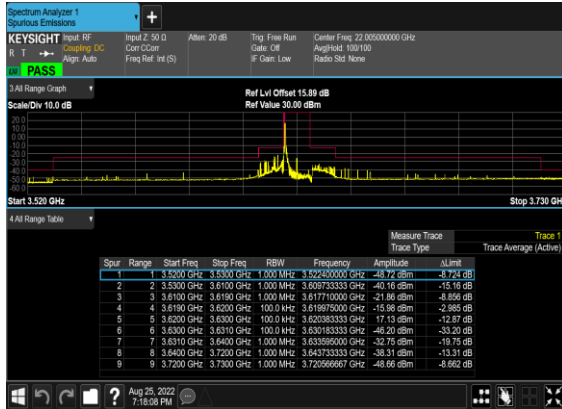 Spectrum Analyzer 1
Spurious Emissions
+
KEYSIGHT Input: RF Input Z: 50 Ω Atten: 20 dB Trig: Free Run Center Freq: 22.005000000 GHz
R T Coupling: DC Corr CCorr Gate: Off Avg|Hold: 100/100
Align: Auto Freq Ref: Int (S) IF Gain: Low Radio Std: None
PASS
3 All Range Graph
Ref Lvl Offset 15.89 dB
Scale/Div 10.0 dB Ref Value 30.00 dBm
20.0
10.0
0.00
-10.0
-20.0
-30.0
-40.0
-50.0
-60.0
Start 3.520 GHz Stop 3.730 GH
4 All Range Table
Measure Trace Trace 1
Trace Type Trace Average (Active)
Spur Range Start Freq Stop Freq RBW Frequency Amplitude ΔLimit
1 1 3.5200 GHz 3.5300 GHz 1.000 MHz 3.522400000 GHz -48.72 dBm -8.724 dB
2 2 3.5300 GHz 3.6100 GHz 1.000 MHz 3.609733333 GHz -40.16 dBm -15.16 dB
3 3 3.6100 GHz 3.6190 GHz 1.000 MHz 3.617710000 GHz -21.86 dBm -8.856 dB
4 4 3.6190 GHz 3.6200 GHz 100.0 kHz 3.619975000 GHz -15.98 dBm -2.985 dB
5 5 3.6200 GHz 3.6300 GHz 100.0 kHz 3.620383333 GHz 17.13 dBm -12.87 dB
6 6 3.6300 GHz 3.6310 GHz 100.0 kHz 3.630183333 GHz -46.20 dBm -33.20 dB
7 7 3.6310 GHz 3.6400 GHz 1.000 MHz 3.633595000 GHz -32.75 dBm -19.75 dB
8 8 3.6400 GHz 3.7200 GHz 1.000 MHz 3.643733333 GHz -38.31 dBm -13.31 dB
9 9 3.7200 GHz 3.7300 GHz 1.000 MHz 3.720566667 GHz -48.66 dBm -8.662 dB
? Aug 25, 2022
7:18:08 PM